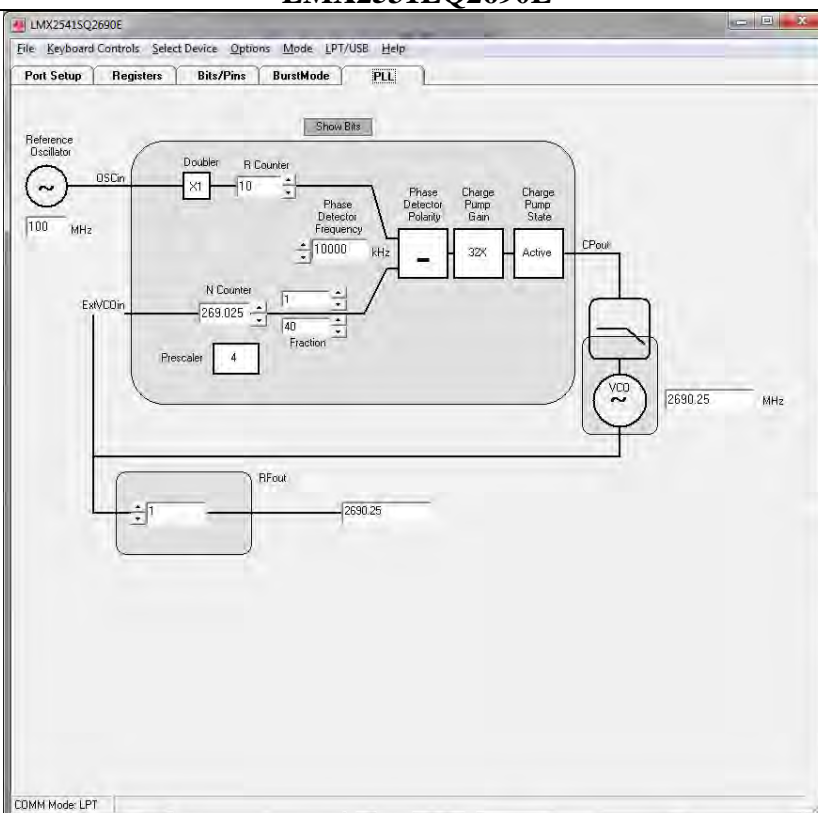 LMX2541SQ2690E
File Keyboard Controls Select Device Options Mode LPT/USB Help
Port Setup Registers Bits/Pins BurstMode PLL
Show Bits
Reference
Oscillator
OSCin
100 MHz
Doubler
X1
R Counter
10
Phase
Detector
Frequency
10000 kHz
Phase
Detector
Polarity
-
Charge
Pump
Gain
32X
Charge
Pump
State
Active
CPout
ExtVCOin
N Counter
269.025
1
40
Fraction
Prescaler 4
VCO
2690.25 MHz
RFout
1
2690.25
COMM Mode: LPT